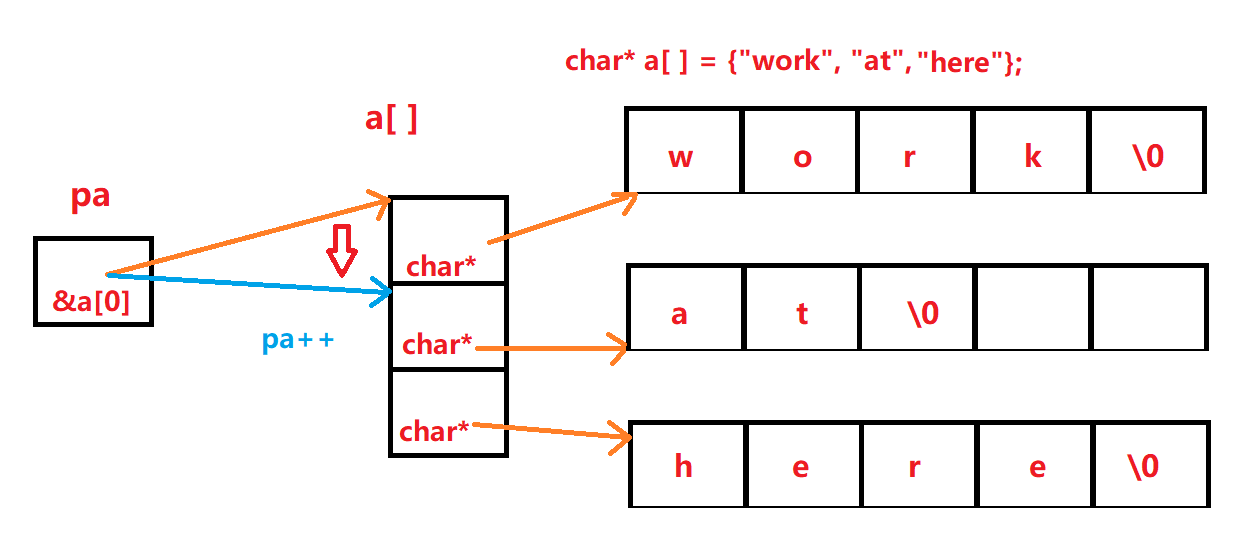 char* a[ ] = {"work", "at", "here"};
a[ ]
pa
w o r k \0
char*
&a[0]
pa++
a t \0
char*
h e r e \0
char*